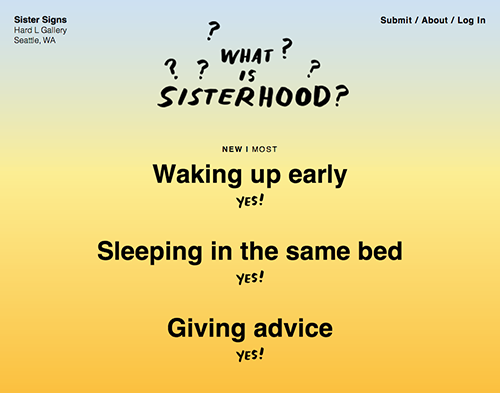 Sister Signs
Hard L Gallery
Seattle, WA
Submit / About / Log In
? ? ? ? ?
WHAT
IS
SISTERHOOD?
NEW | MOST
Waking up early
YES!
Sleeping in the same bed
YES!
Giving advice
YES!